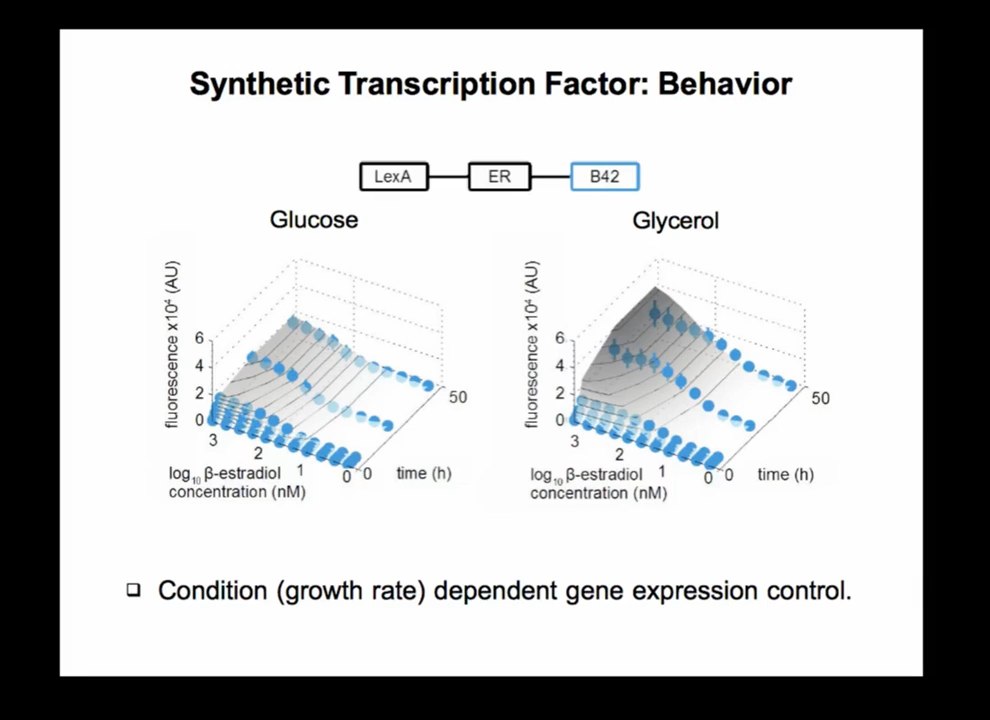 Synthetic Transcription Factor: Behavior
LexA
ER
B42
Glucose
Glycerol
fluorescence x10⁴ (AU)
6
4
2
0
3
2
1
0
0
50
log₁₀ β-estradiol
concentration (nM)
time (h)
fluorescence x10⁴ (AU)
6
4
2
0
3
2
1
0
0
50
log₁₀ β-estradiol
concentration (nM)
time (h)
Condition (growth rate) dependent gene expression control.